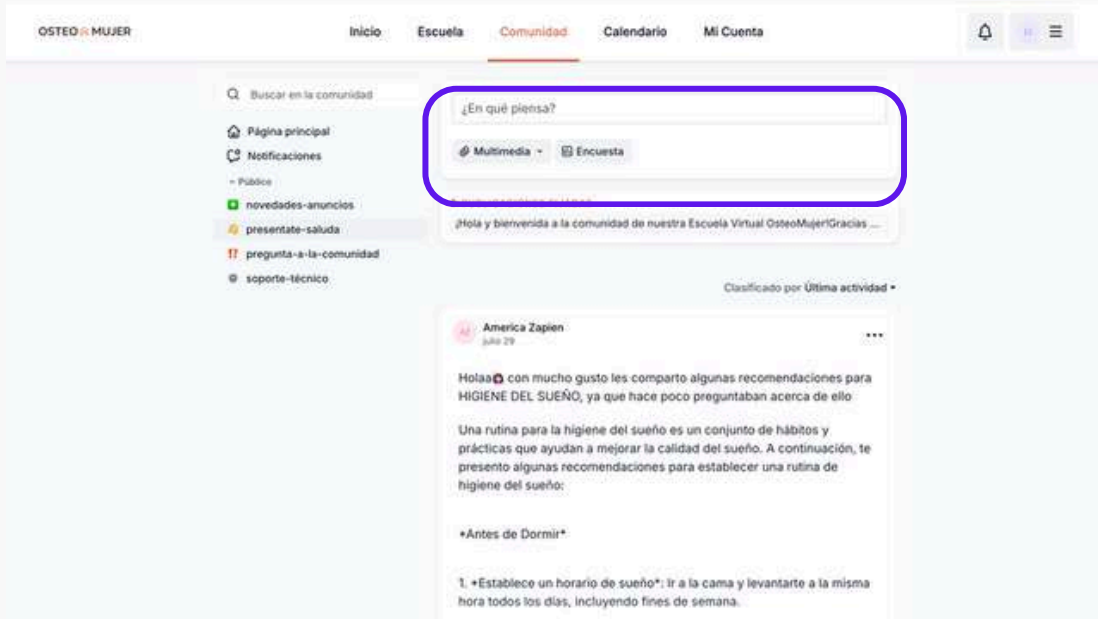 OSTEO MUJER
Inicio
Escuela
Comunidad
Calendario
Mi Cuenta
Buscar en la comunidad
Página principal
Notificaciones
Público
novedades-anuncios
presentate-saluda
pregunta-a-la-comunidad
soporte-técnico
¿En qué piensa?
Multimedia
Encuesta
¡Hola y bienvenida a la comunidad de nuestra Escuela Virtual OsteoMujer!Gracias ...
Clasificado por Última actividad
AZ
America Zapien
julio 29
Holaa con mucho gusto les comparto algunas recomendaciones para
HIGIENE DEL SUEÑO, ya que hace poco preguntaban acerca de ello
Una rutina para la higiene del sueño es un conjunto de hábitos y
prácticas que ayudan a mejorar la calidad del sueño. A continuación, te
presento algunas recomendaciones para establecer una rutina de
higiene del sueño:
*Antes de Dormir*
1. *Establece un horario de sueño*: Ir a la cama y levantarte a la misma
hora todos los días, incluyendo fines de semana.